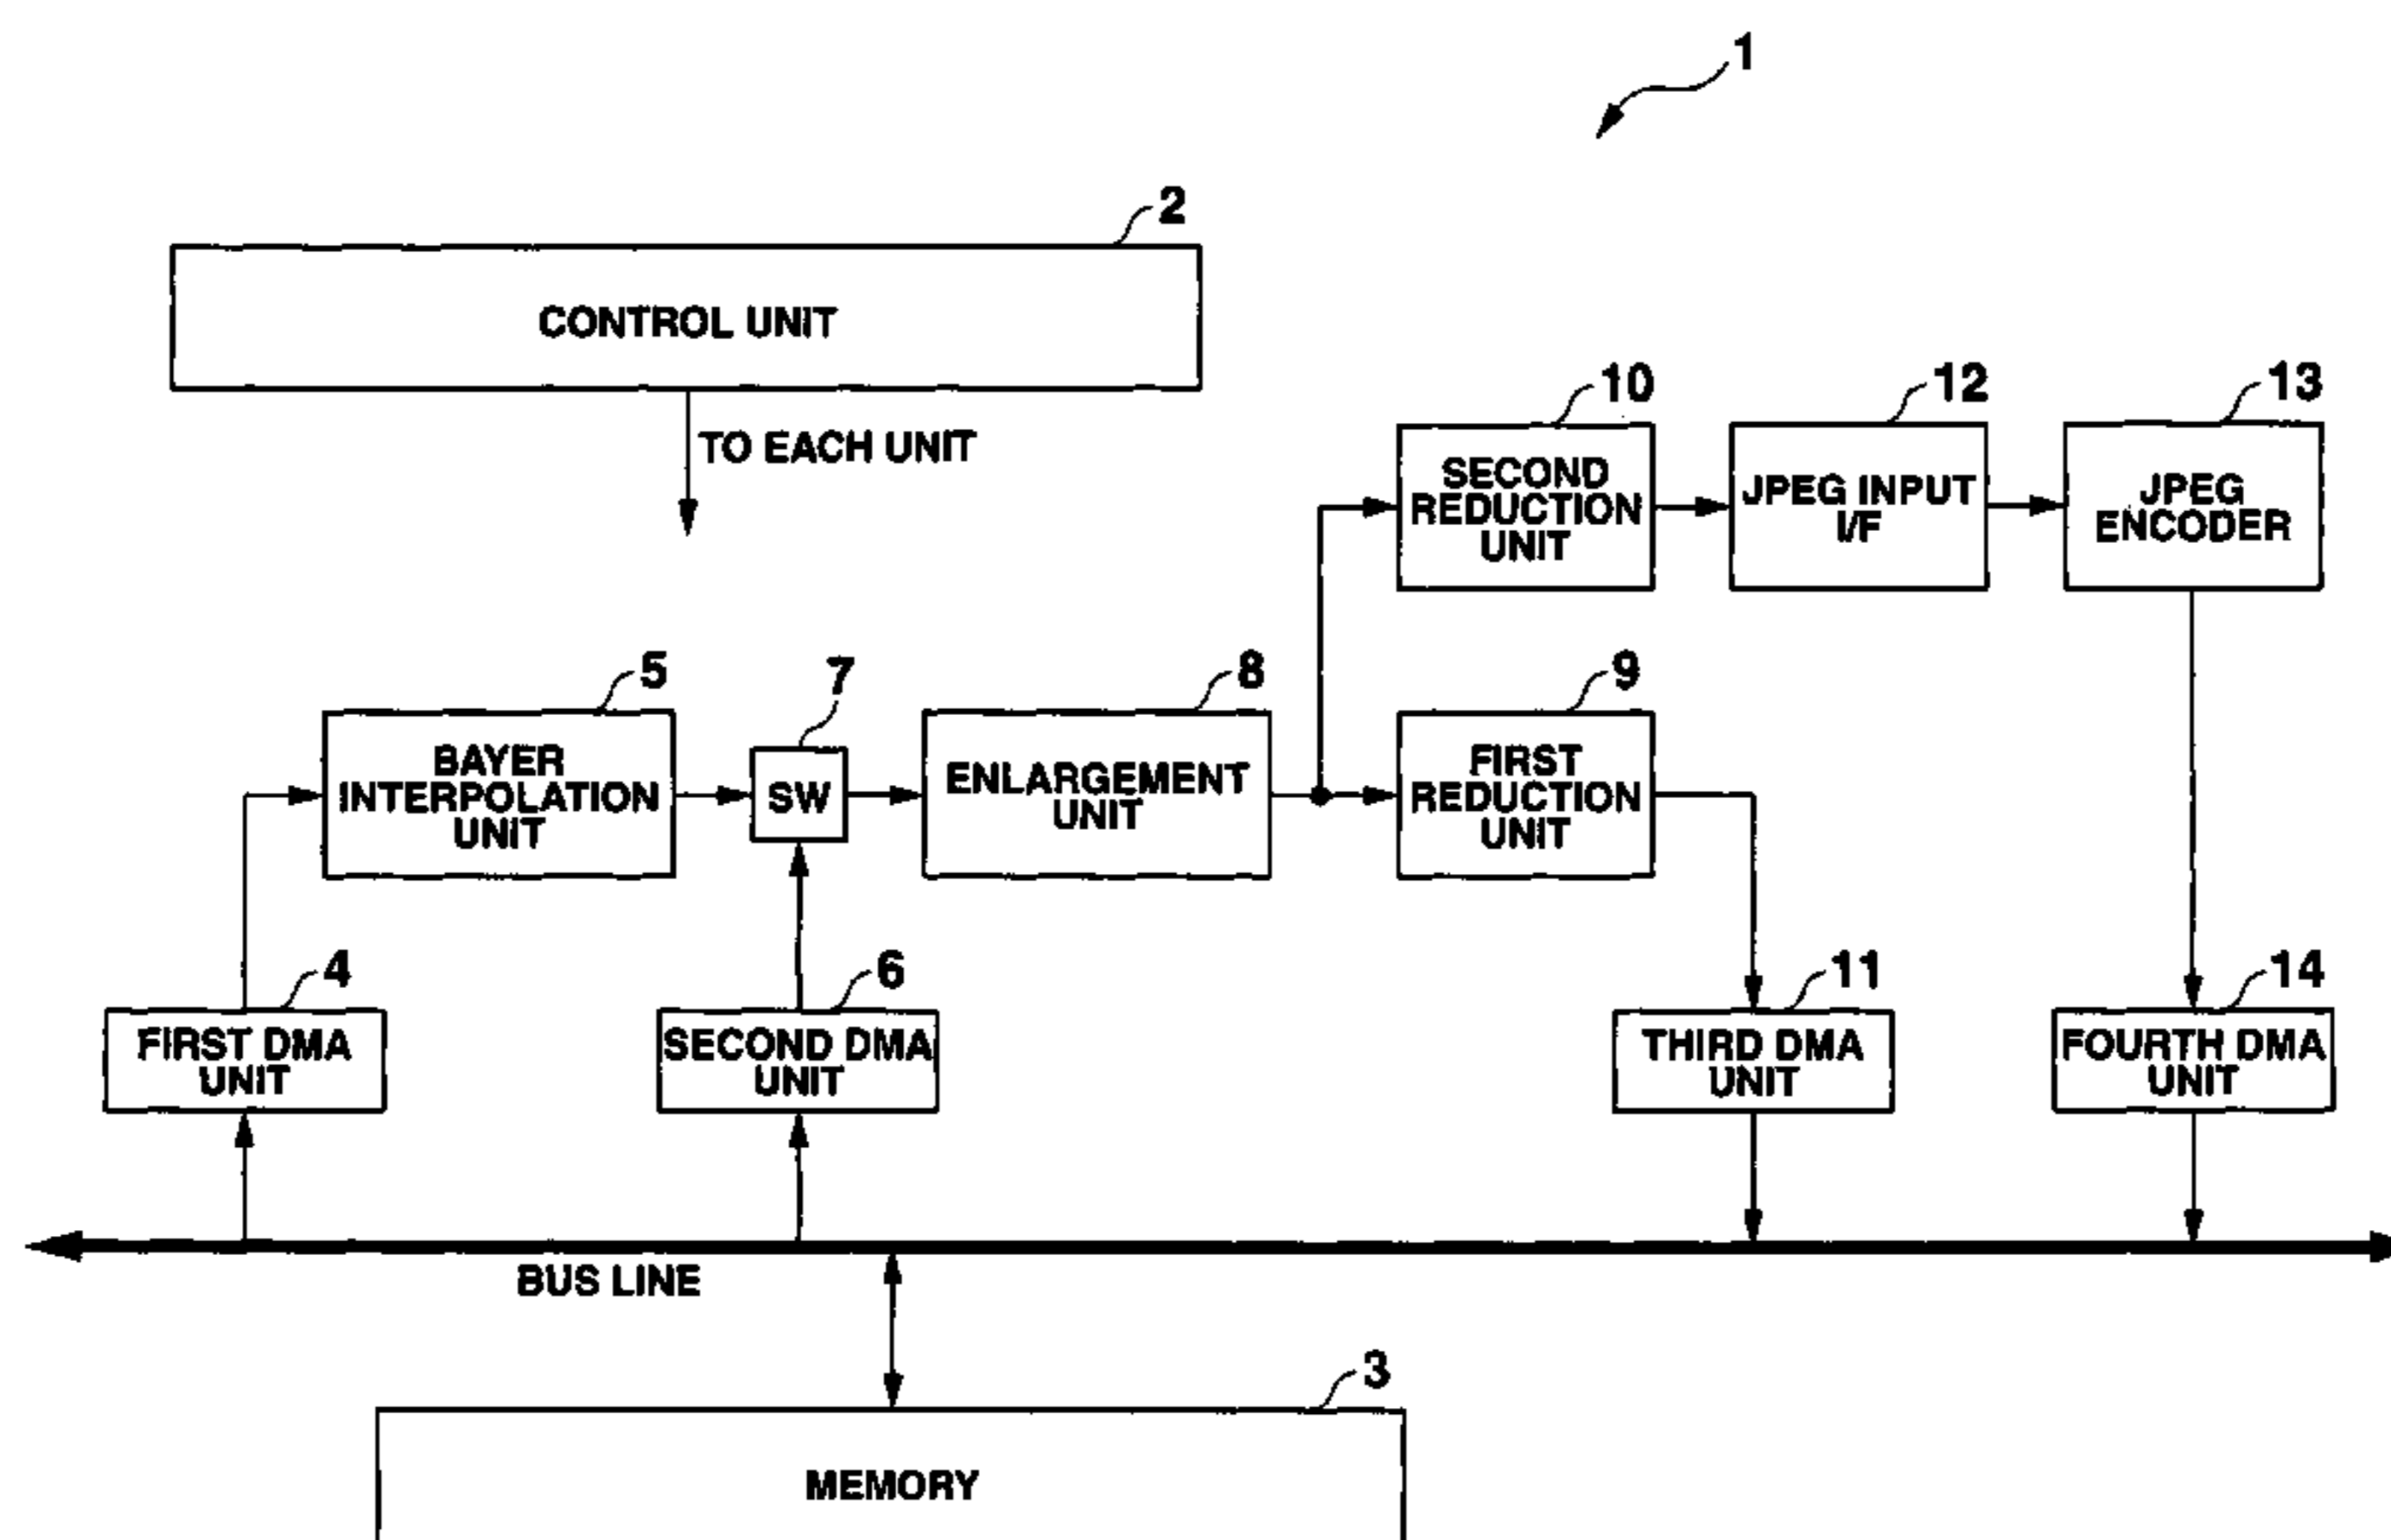 1
2
CONTROL UNIT
TO EACH UNIT
10
SECOND
REDUCTION
UNIT
12
JPEG INPUT
I/F
13
JPEG
ENCODER
5
BAYER
INTERPOLATION
UNIT
7
SW
8
ENLARGEMENT
UNIT
9
FIRST
REDUCTION
UNIT
4
FIRST DMA
UNIT
6
SECOND DMA
UNIT
11
THIRD DMA
UNIT
14
FOURTH DMA
UNIT
BUS LINE
3
MEMORY